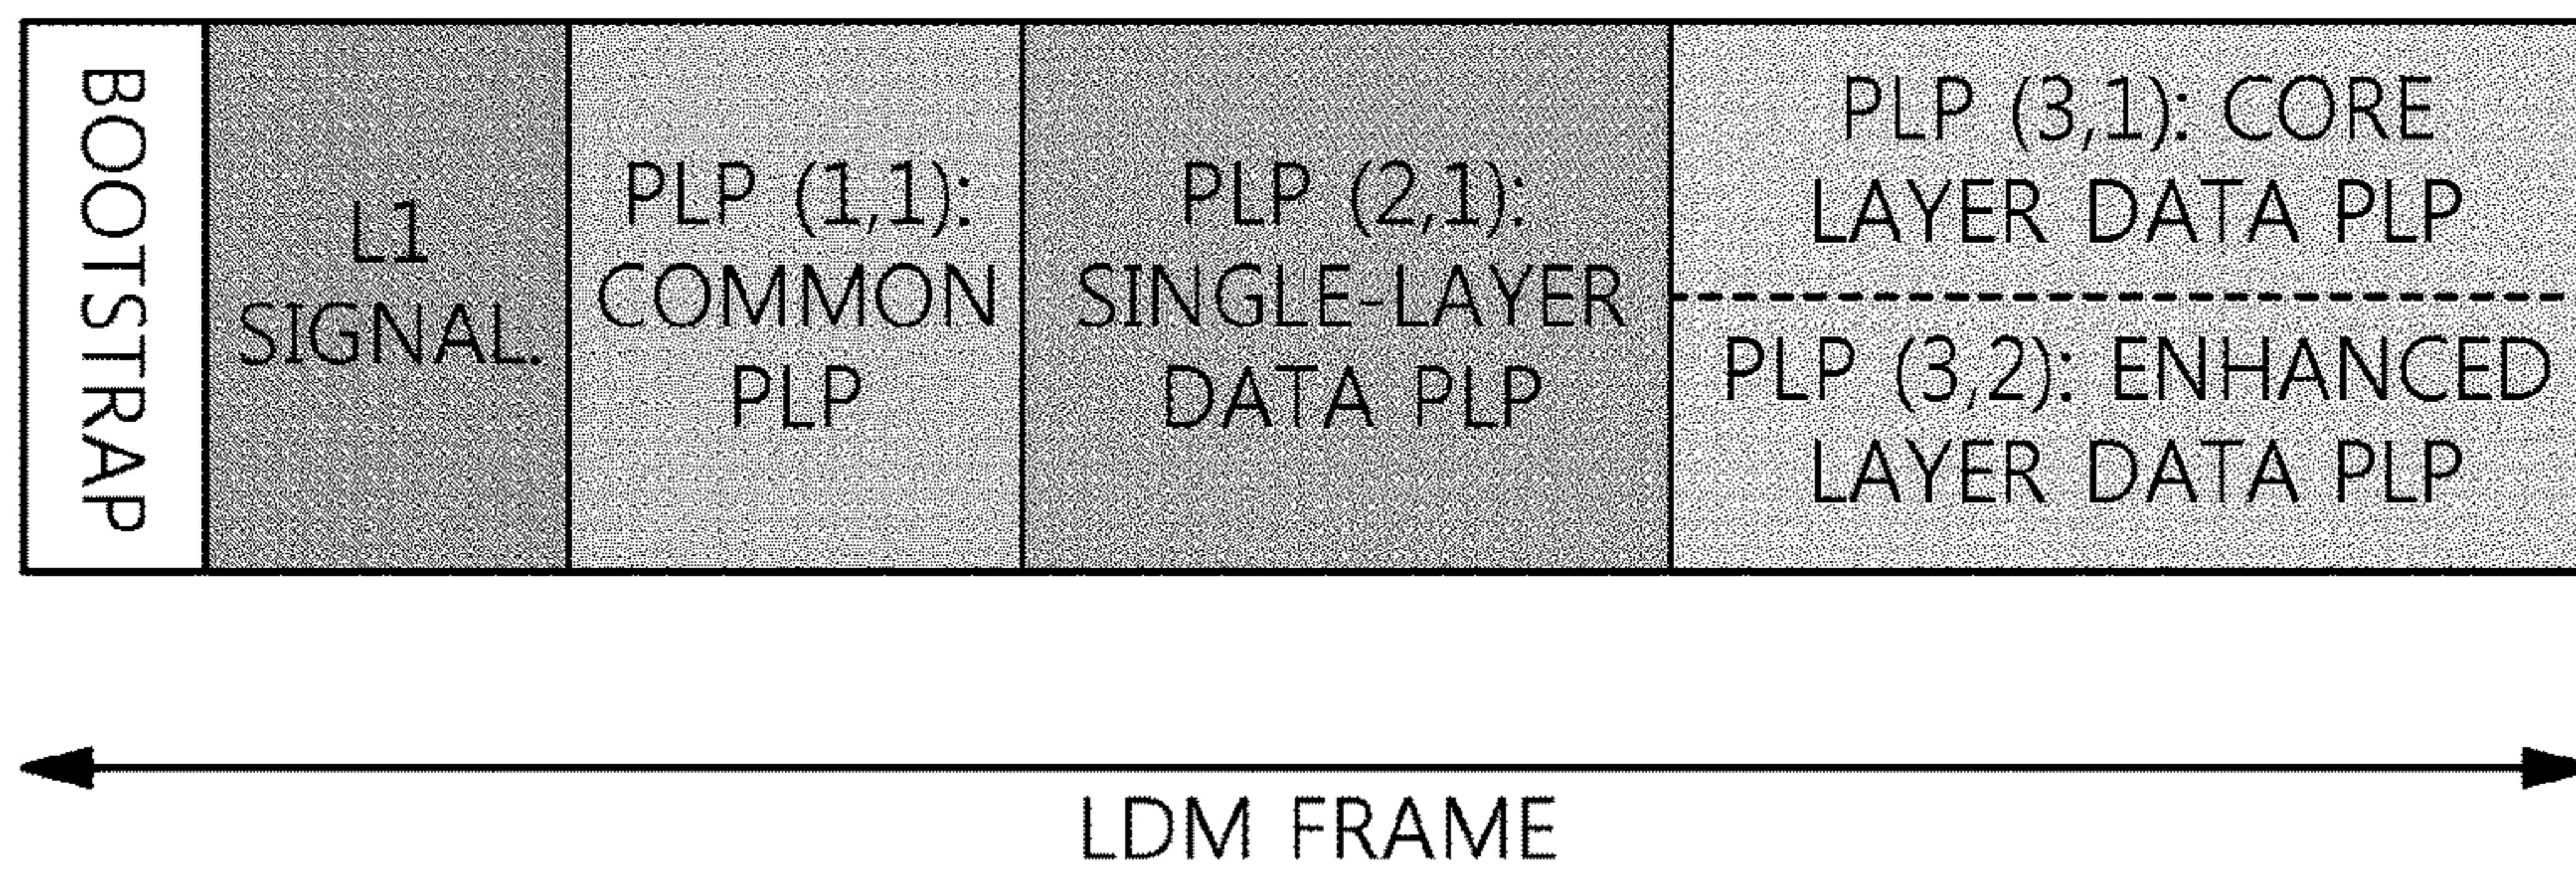 BOOTSTRAP
L1
SIGNAL.
PLP (1,1):
COMMON
PLP
PLP (2,1):
SINGLE-LAYER
DATA PLP
PLP (3,1): CORE
LAYER DATA PLP
PLP (3,2): ENHANCED
LAYER DATA PLP
LDM FRAME